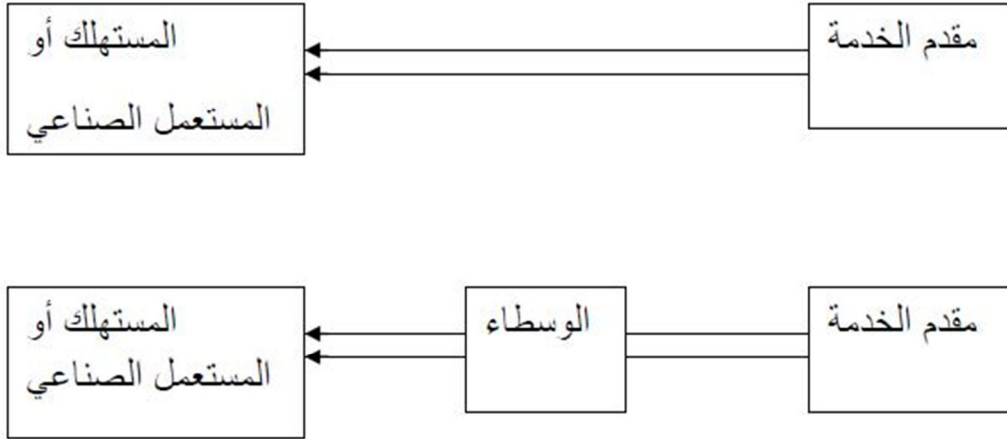 مقدم الخدمة
المستهلك أو
المستعمل الصناعي
مقدم الخدمة
الوسطاء
المستهلك أو
المستعمل الصناعي